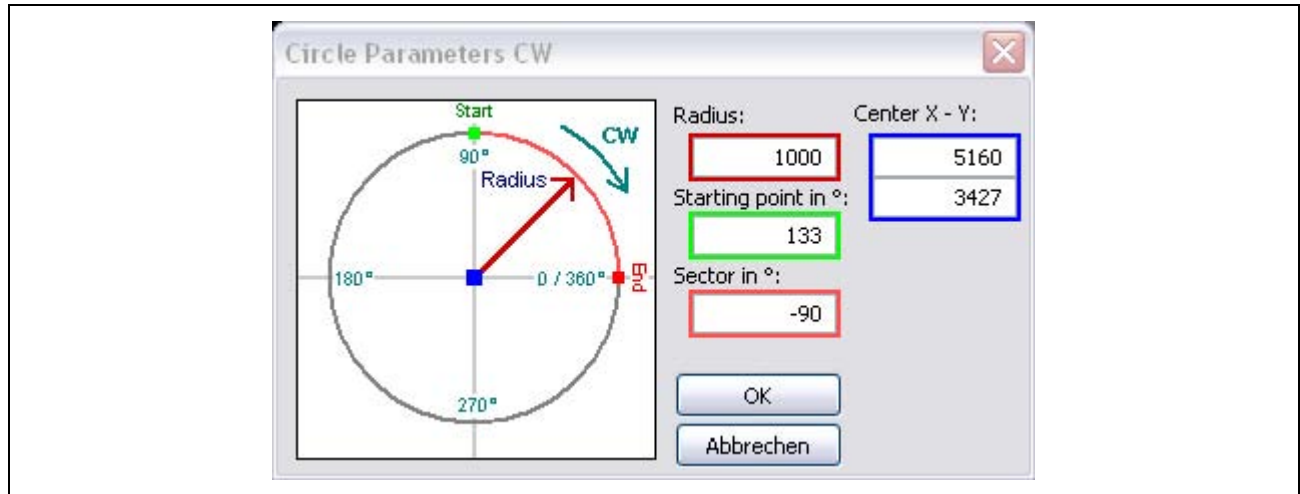 Circle Parameters CW
Start
CW
90°
Radius
180°
0 / 360°
End
270°
Radius:
1000
Starting point in °:
133
Sector in °:
-90
Center X - Y:
5160
3427
OK
Abbrechen